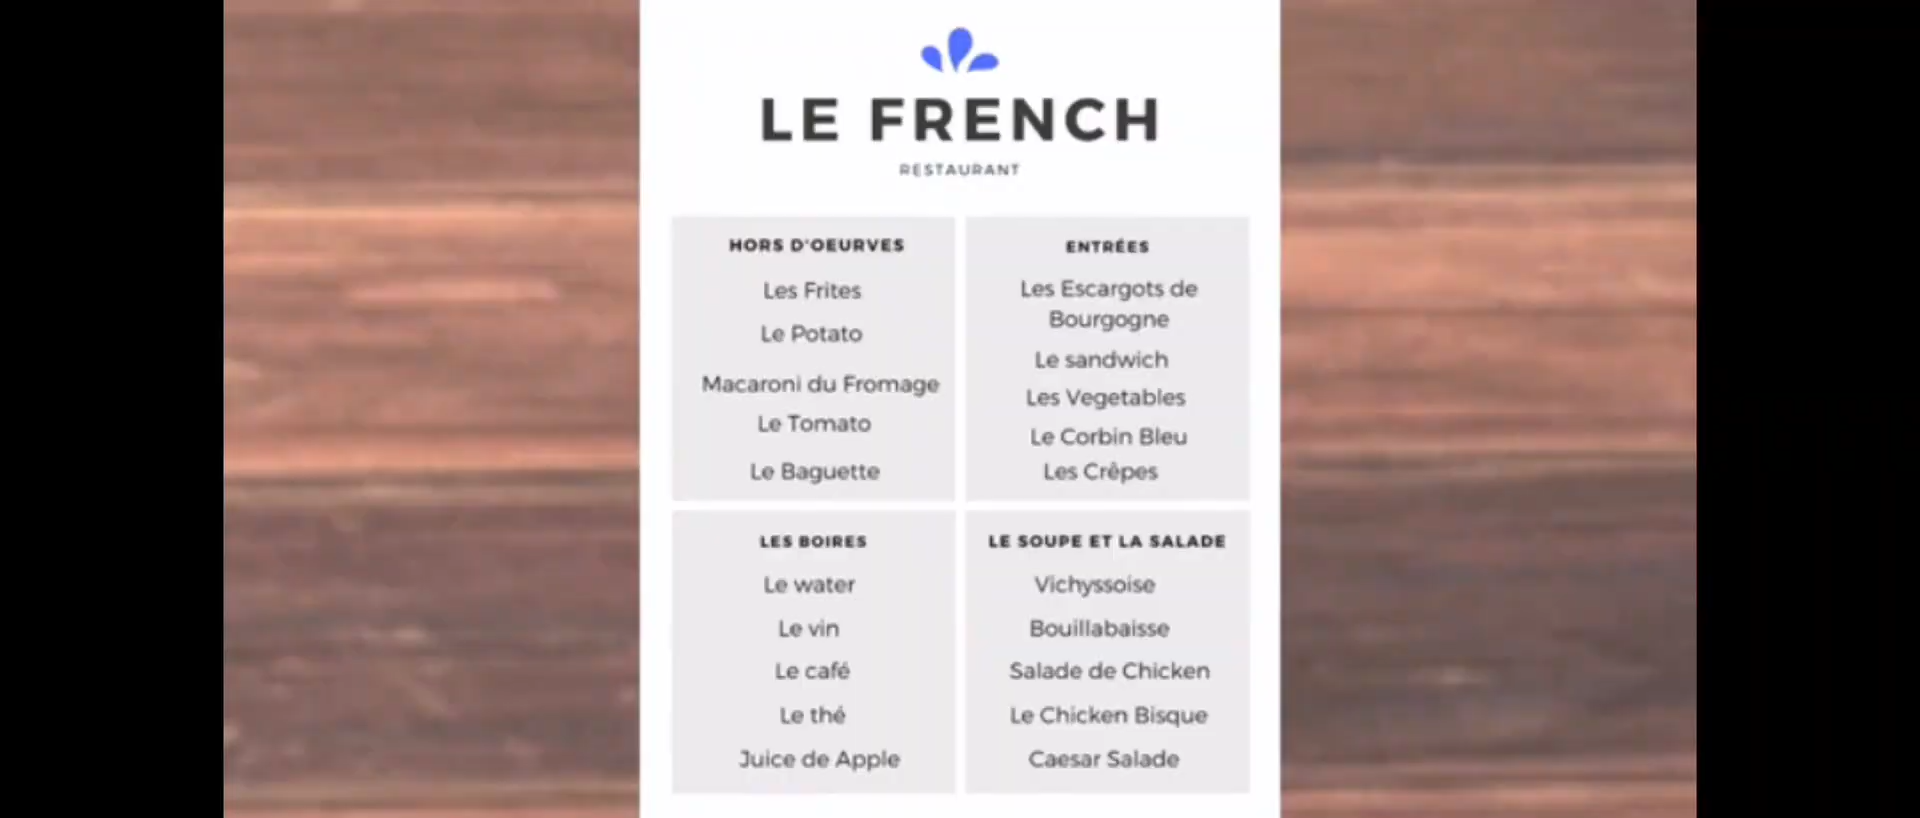 LE FRENCH
RESTAURANT
HORS D'OEURVES
Les Frites
Le Potato
Macaroni du Fromage
Le Tomato
Le Baguette
ENTRÉES
Les Escargots de
Bourgogne
Le sandwich
Les Vegetables
Le Corbin Bleu
Les Crêpes
LES BOIRES
Le water
Le vin
Le café
Le thé
Juice de Apple
LE SOUPE ET LA SALADE
Vichyssoise
Bouillabaisse
Salade de Chicken
Le Chicken Bisque
Caesar Salade